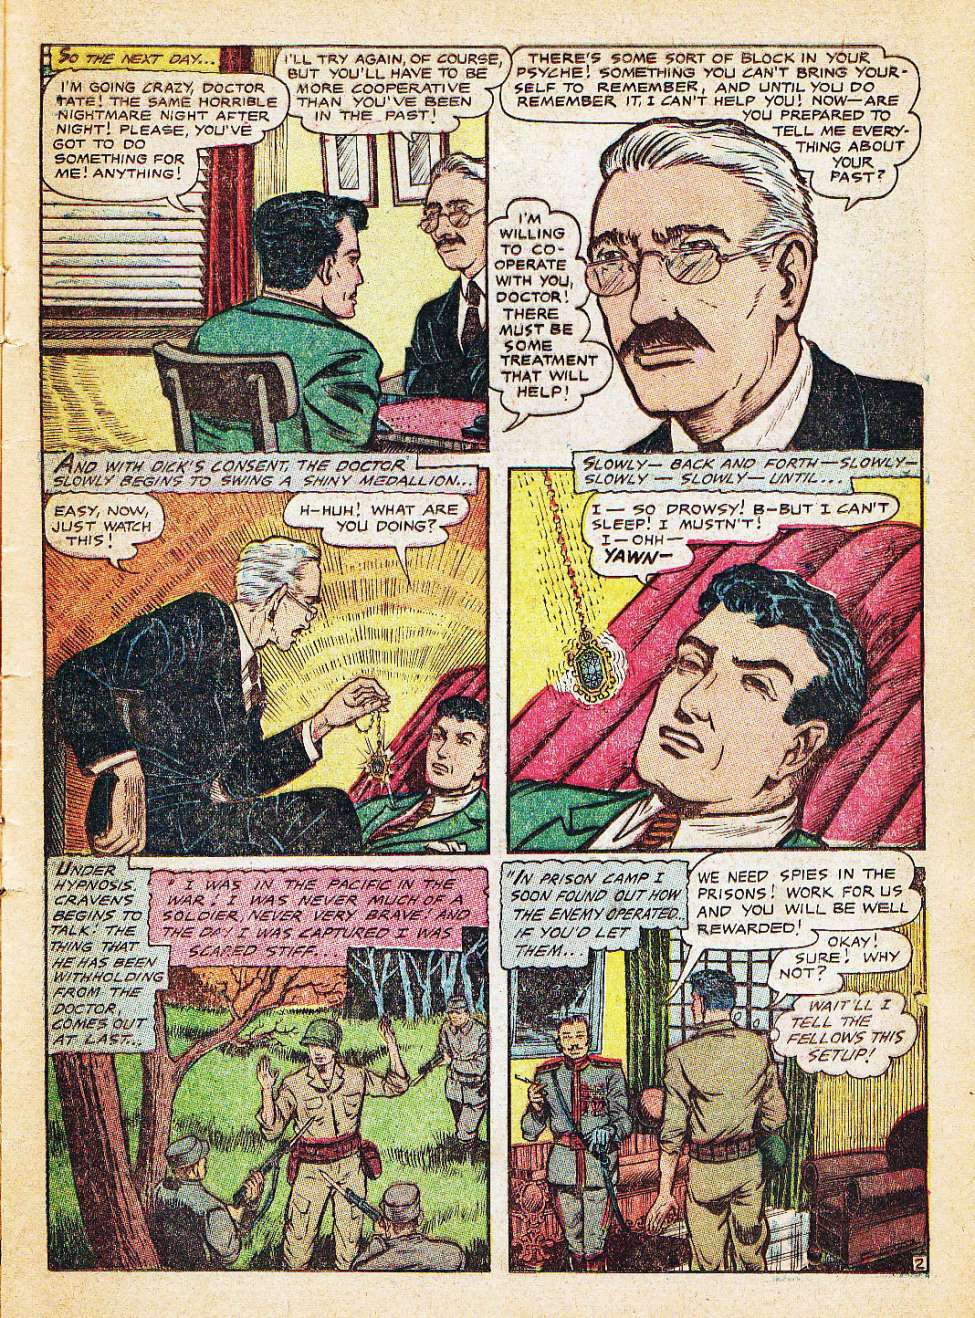 SO THE NEXT DAY...
I'M GOING CRAZY, DOCTOR
TATE! THE SAME HORRIBLE
NIGHTMARE NIGHT AFTER
NIGHT! PLEASE, YOU'VE
GOT TO DO
SOMETHING FOR
ME! ANYTHING!
I'LL TRY AGAIN, OF COURSE,
BUT YOU'LL HAVE TO BE
MORE COOPERATIVE
THAN YOU'VE BEEN
IN THE PAST!
THERE'S SOME SORT OF BLOCK IN YOUR
PSYCHE! SOMETHING YOU CAN'T BRING YOUR-
SELF TO REMEMBER, AND UNTIL YOU DO
REMEMBER IT, I CAN'T HELP YOU! NOW—ARE
YOU PREPARED TO
TELL ME EVERY-
THING ABOUT
YOUR
PAST?
I'M
WILLING
TO CO-
OPERATE
WITH YOU,
DOCTOR!
THERE
MUST BE
SOME
TREATMENT
THAT WILL
HELP!
AND WITH DICK'S CONSENT, THE DOCTOR
SLOWLY BEGINS TO SWING A SHINY MEDALLION...
EASY, NOW,
JUST WATCH
THIS!
H-HUH! WHAT ARE
YOU DOING?
SLOWLY— BACK AND FORTH—SLOWLY—
SLOWLY — SLOWLY—UNTIL...
I— SO DROWSY! B-BUT I CAN'T
SLEEP! I MUSTN'T!
I—OHH—
YAWN—
UNDER
HYPNOSIS,
CRAVENS
BEGINS TO
TALK! THE
THING THAT
HE HAS BEEN
WITHHOLDING
FROM THE
DOCTOR,
COMES OUT
AT LAST...
"I WAS IN THE PACIFIC IN THE
WAR! I WAS NEVER MUCH OF A
SOLDIER, NEVER VERY BRAVE! AND
THE DAY I WAS CAPTURED I WAS
SCARED STIFF...
"IN PRISON CAMP I
SOON FOUND OUT HOW
THE ENEMY OPERATED...
IF YOU'D LET
THEM...
WE NEED SPIES IN THE
PRISONS! WORK FOR US
AND YOU WILL BE WELL
REWARDED!
OKAY!
SURE! WHY
NOT?
WAIT'LL I
TELL THE
FELLOWS THIS
SETUP!
2